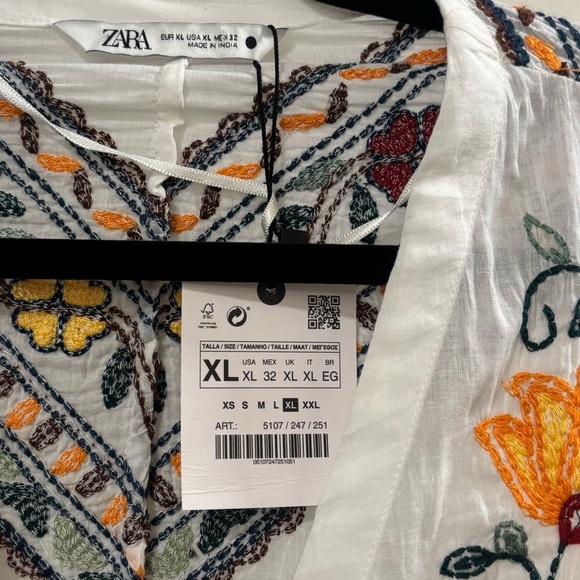 ZARA
EUR XL USA XL MEX 32
MADE IN INDIA
FSC
TALLA / SIZE / TAMANHO / TAILLE / MAAT / ΜΕΓΕΘΟΣ
XL
USA MEX UK IT BR
XL 32 XL XL EG
XS S M L XL XXL
ART.: 5107 / 247 / 251
05107247251051